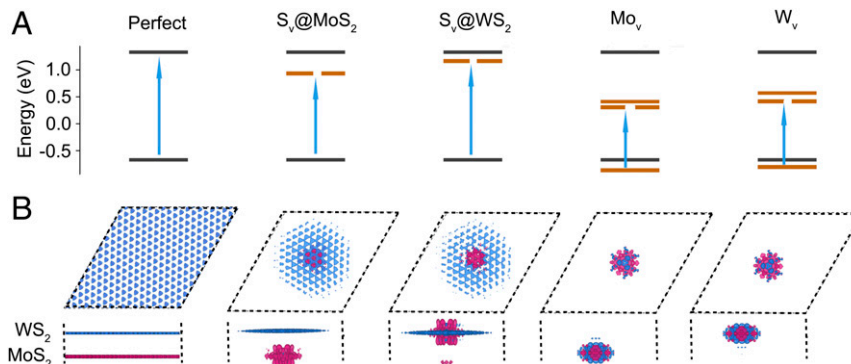 A
Perfect
Sᵥ@MoS₂
Sᵥ@WS₂
Moᵥ
Wᵥ
Energy (eV)
1.0
0.5
0.0
-0.5
B
WS₂
MoS₂